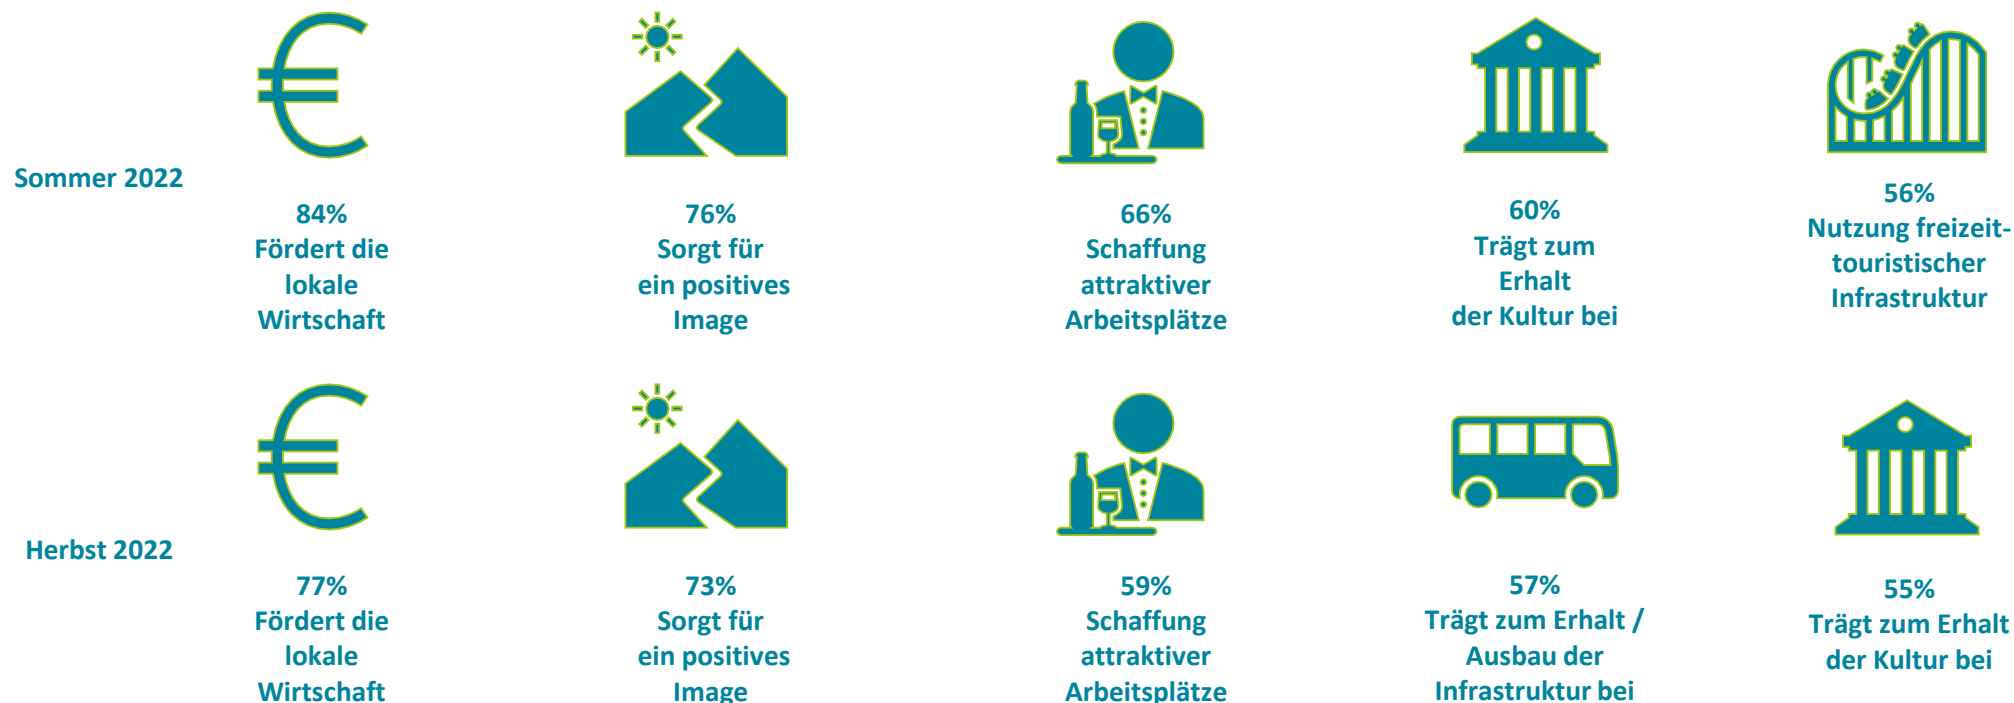 Sommer 2022
84%
Fördert die
lokale
Wirtschaft
76%
Sorgt für
ein positives
Image
66%
Schaffung
attraktiver
Arbeitsplätze
60%
Trägt zum
Erhalt
der Kultur bei
56%
Nutzung freizeit-
touristischer
Infrastruktur
Herbst 2022
77%
Fördert die
lokale
Wirtschaft
73%
Sorgt für
ein positives
Image
59%
Schaffung
attraktiver
Arbeitsplätze
57%
Trägt zum Erhalt /
Ausbau der
Infrastruktur bei
55%
Trägt zum Erhalt
der Kultur bei